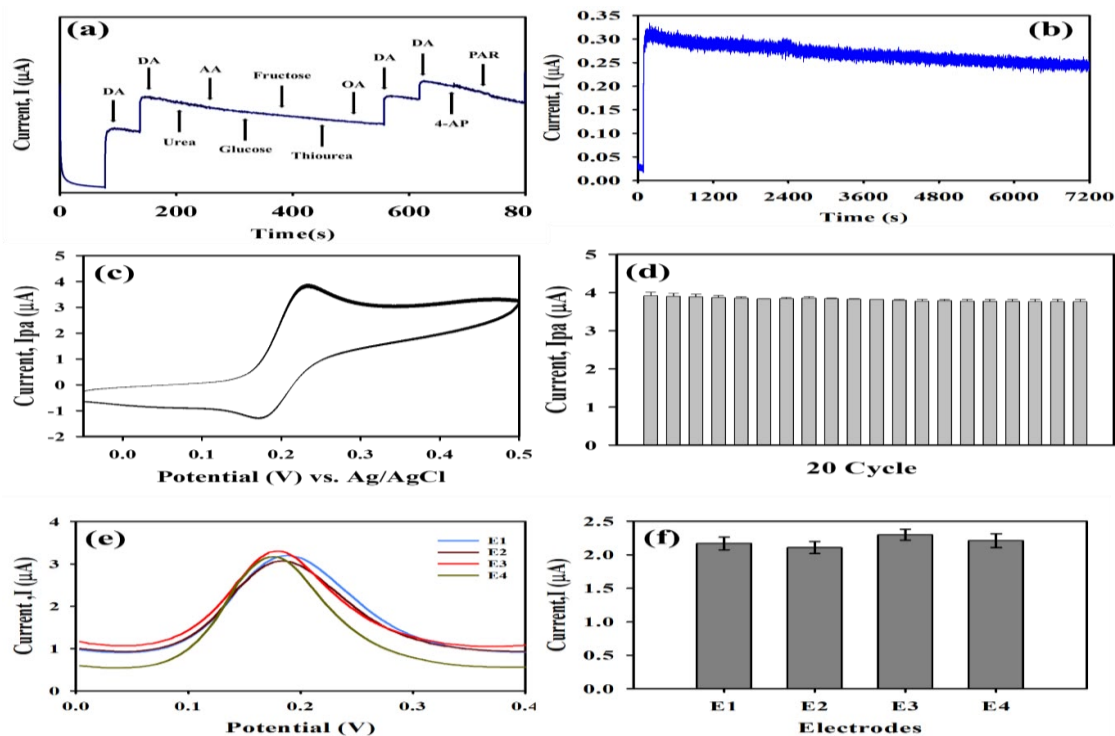 (a)
DA
DA
AA
Fructose
OA
DA
DA
PAR
Urea
Glucose
Thiourea
4-AP
Current, I (µA)
0 200 400 600 80
Time(s)
(b)
Current, I (µA)
0.35
0.30
0.25
0.20
0.15
0.10
0.05
0.00
0 1200 2400 3600 4800 6000 7200
Time (s)
(c)
Current, Ipa (µA)
5
4
3
2
1
0
-1
-2
0.0 0.1 0.2 0.3 0.4 0.5
Potential (V) vs. Ag/AgCl
(d)
Current, Ipa (µA)
5
4
3
2
1
0
20 Cycle
(e)
E1
E2
E3
E4
Current ,I (µA)
4
3
2
1
0
0.0 0.1 0.2 0.3 0.4
Potential (V)
(f)
Current,I (µA)
2.5
2.0
1.5
1.0
0.5
0.0
E1 E2 E3 E4
Electrodes